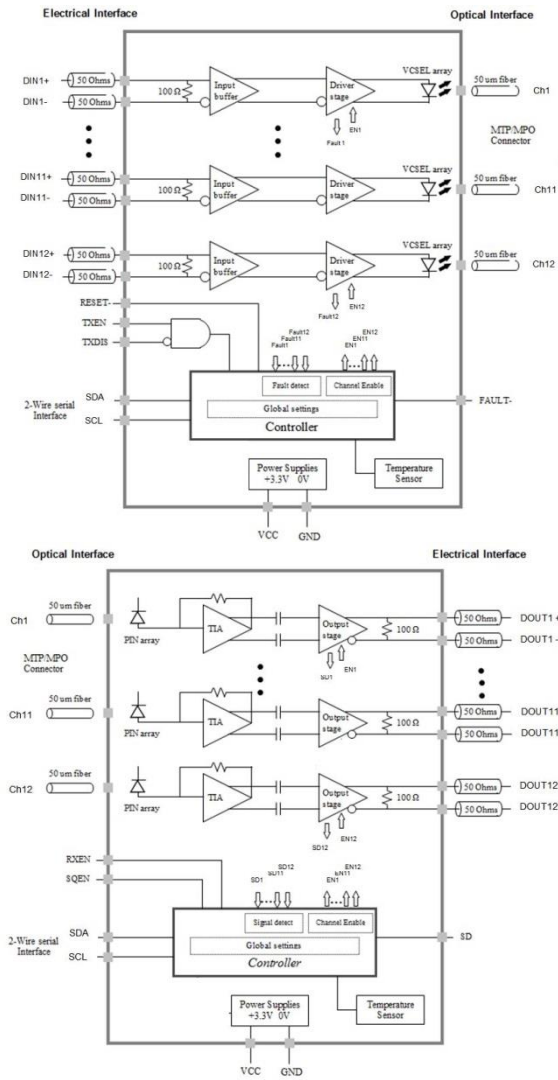 Electrical Interface
Optical Interface
DIN1+
50 Ohms
DIN1-
50 Ohms
100 Ω
Input buffer
Driver stage
VCSEL array
50 um fiber
Ch1
Fault 1
EN1
MTP/MPO Connector
DIN11+
50 Ohms
DIN11-
50 Ohms
100 Ω
Input buffer
Driver stage
VCSEL array
50 um fiber
Ch11
DIN12+
50 Ohms
DIN12-
50 Ohms
100 Ω
Input buffer
Driver stage
VCSEL array
50 um fiber
Ch12
Fault12
EN12
RESET-
TXEN
TXDIS
Fault1
Fault11
Fault12
EN1
EN11
EN12
Fault detect
Channel Enable
Global settings
Controller
2-Wire serial Interface
SDA
SCL
FAULT-
Power Supplies
+3.3V 0V
Temperature Sensor
VCC
GND
Optical Interface
Electrical Interface
50 um fiber
Ch1
PIN array
TIA
Output stage
100 Ω
50 Ohms
DOUT1 +
50 Ohms
DOUT1 -
SD1
EN1
MTP/MPO Connector
50 um fiber
Ch11
PIN array
TIA
Output stage
100 Ω
50 Ohms
DOUT11
50 Ohms
DOUT11
50 um fiber
Ch12
PIN array
TIA
Output stage
100 Ω
50 Ohms
DOUT12
50 Ohms
DOUT12
SD12
EN12
RXEN
SQEN
SD1
SD11
SD12
EN1
EN11
EN12
Signal detect
Channel Enable
Global settings
Controller
2-Wire serial Interface
SDA
SCL
SD
Power Supplies
+3.3V 0V
Temperature Sensor
VCC
GND